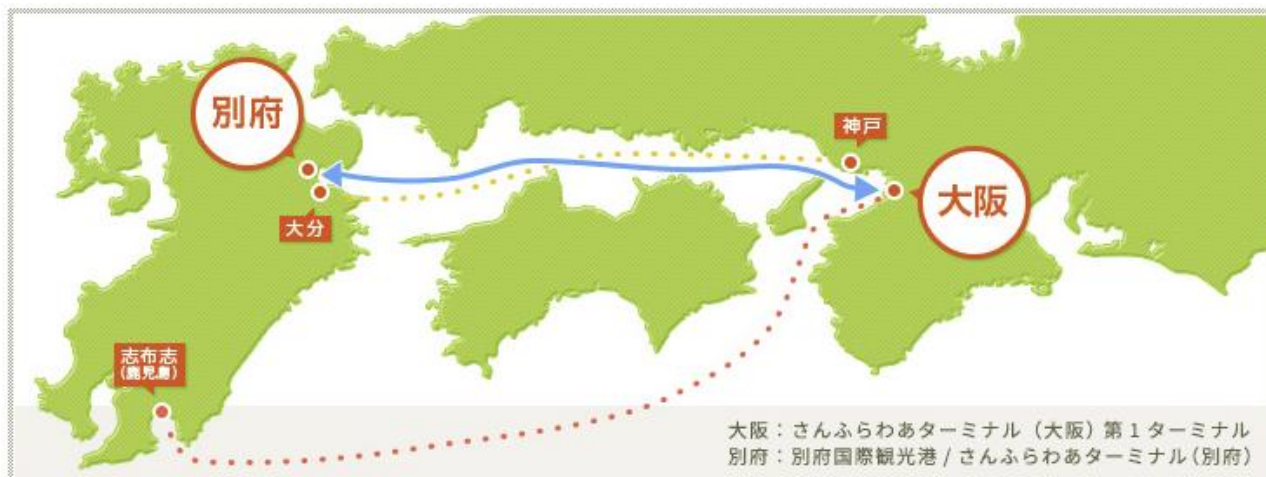 別府
神戸
大阪
大分
志布志
(鹿児島)
大阪：さんふらわあターミナル（大阪）第1ターミナル
別府：別府国際観光港 / さんふらわあターミナル（別府）